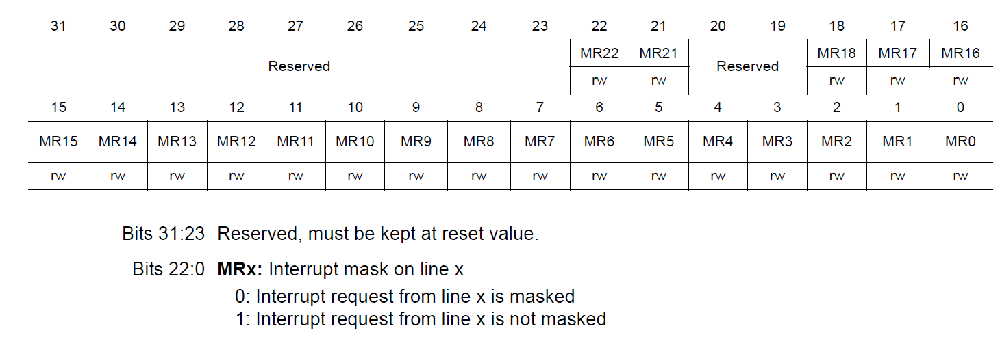 31 30 29 28 27 26 25 24 23 22 21 20 19 18 17 16
Reserved MR22 MR21 Reserved MR18 MR17 MR16
rw rw rw rw rw
15 14 13 12 11 10 9 8 7 6 5 4 3 2 1 0
MR15 MR14 MR13 MR12 MR11 MR10 MR9 MR8 MR7 MR6 MR5 MR4 MR3 MR2 MR1 MR0
rw rw rw rw rw rw rw rw rw rw rw rw rw rw rw rw
Bits 31:23 Reserved, must be kept at reset value.
Bits 22:0 MRx: Interrupt mask on line x
0: Interrupt request from line x is masked
1: Interrupt request from line x is not masked